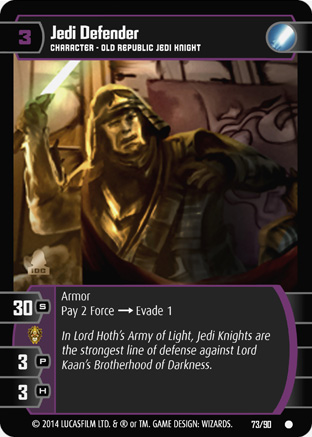 3
Jedi Defender
CHARACTER - OLD REPUBLIC JEDI KNIGHT
IDC
30 S
Armor
Pay 2 Force → Evade 1
In Lord Hoth's Army of Light, Jedi Knights are
the strongest line of defense against Lord
Kaan's Brotherhood of Darkness.
3 P
3 H
© 2014 LUCASFILM LTD. & ® or TM. GAME DESIGN: WIZARDS. 73/90